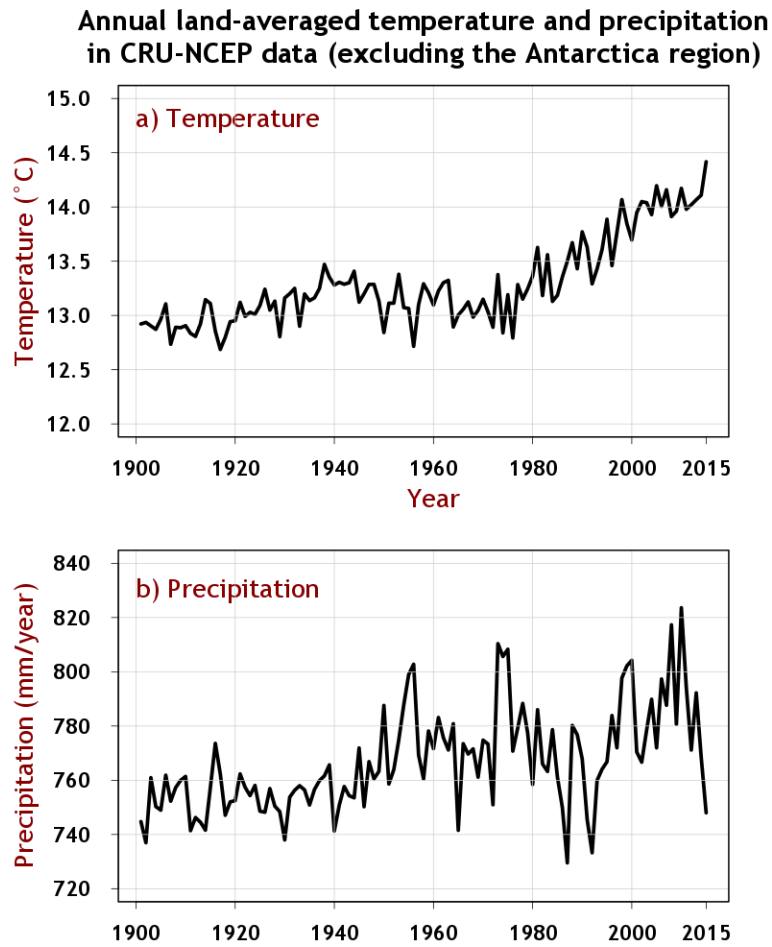 Annual land-averaged temperature and precipitation
in CRU-NCEP data (excluding the Antarctica region)
a) Temperature
Temperature (°C)
15.0
14.5
14.0
13.5
13.0
12.5
12.0
1900 1920 1940 1960 1980 2000 2015
Year
b) Precipitation
Precipitation (mm/year)
840
820
800
780
760
740
720
1900 1920 1940 1960 1980 2000 2015